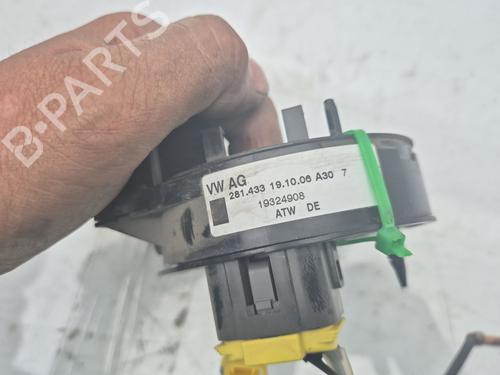 B-PARTS
VW AG
281.433 19.10.06 A30 7
19324908
ATW DE